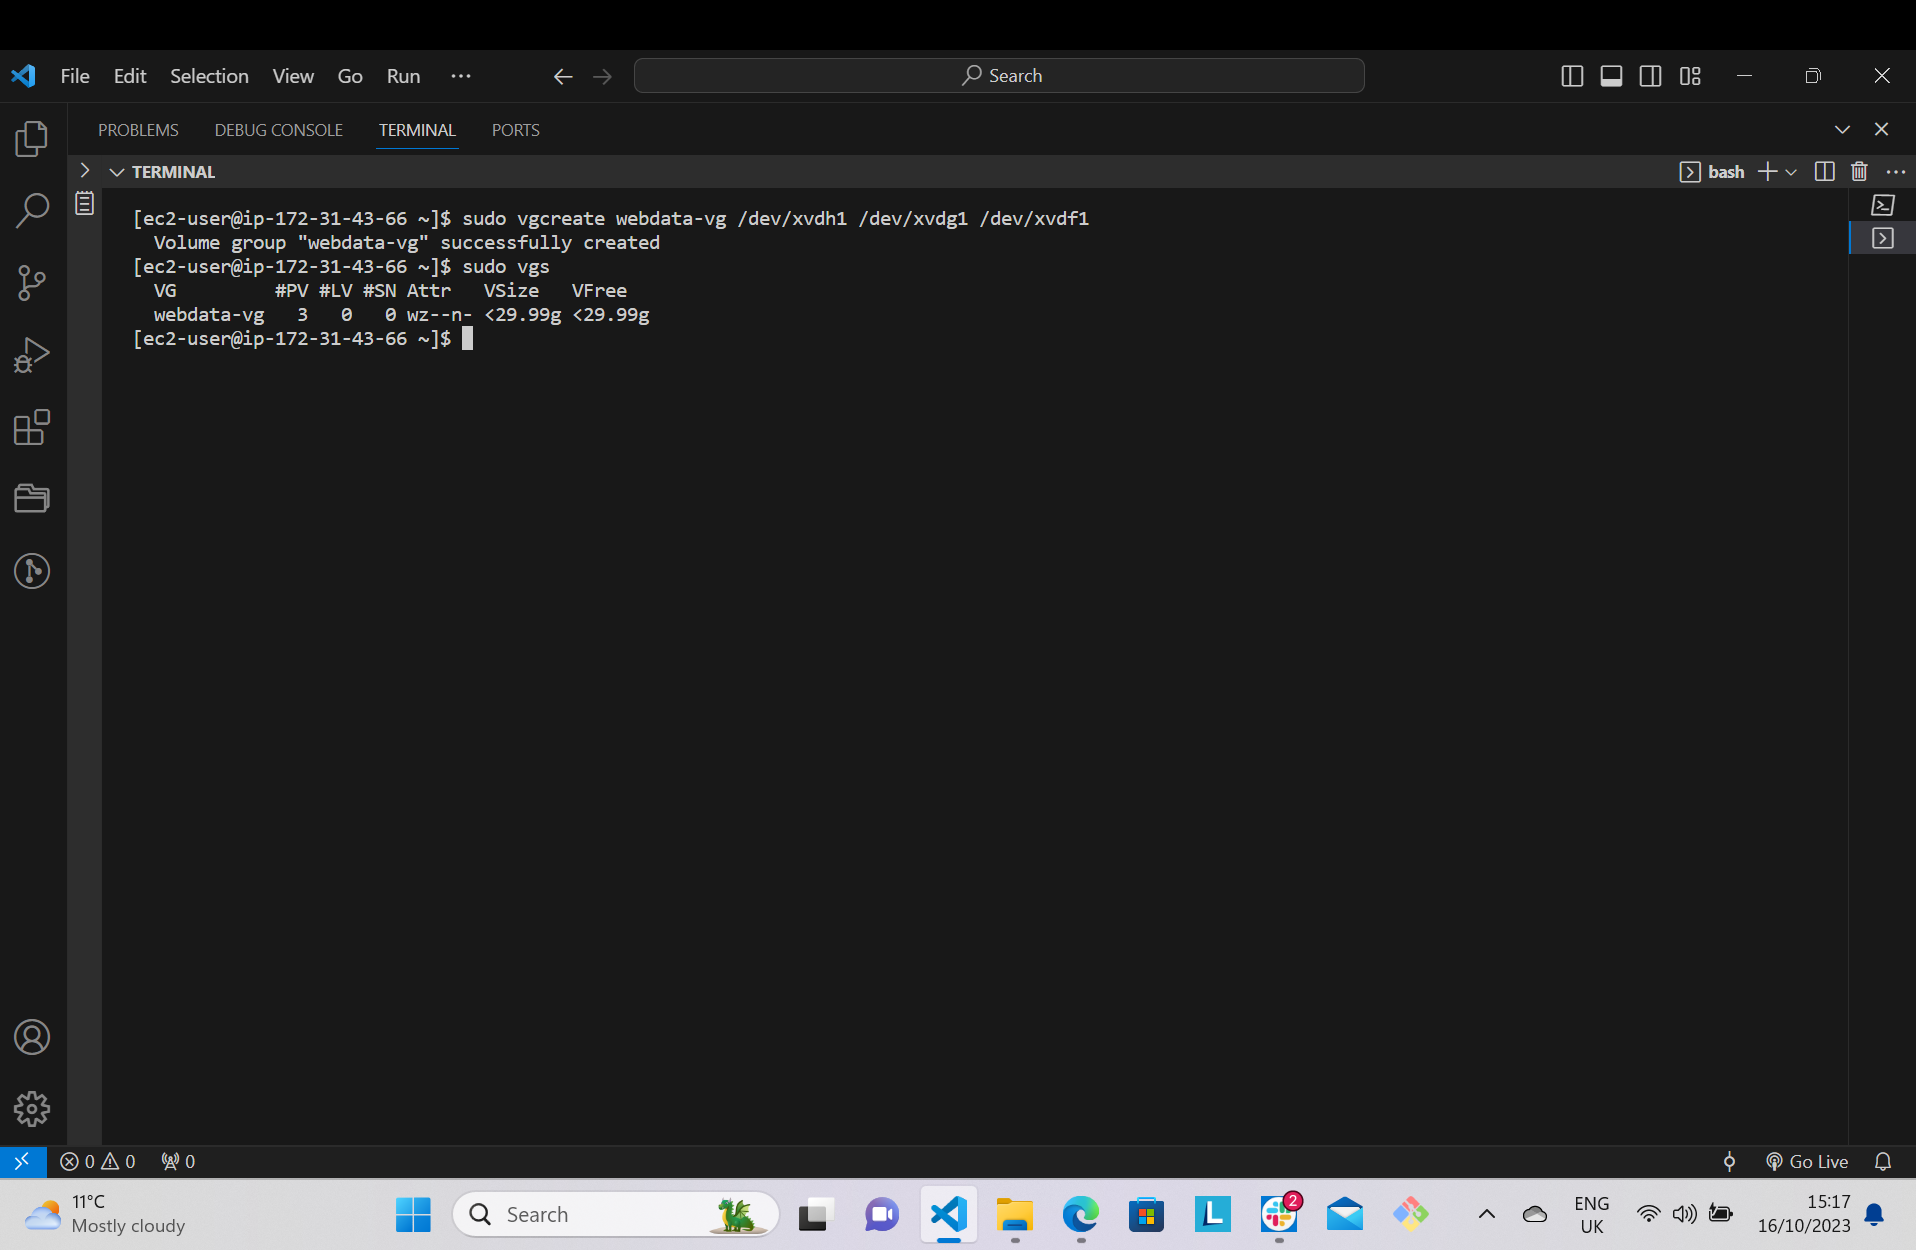 File Edit Selection View Go Run ··· Search
PROBLEMS DEBUG CONSOLE TERMINAL PORTS
TERMINAL bash
[ec2-user@ip-172-31-43-66 ~]$ sudo vgcreate webdata-vg /dev/xvdh1 /dev/xvdg1 /dev/xvdf1
  Volume group "webdata-vg" successfully created
[ec2-user@ip-172-31-43-66 ~]$ sudo vgs
  VG         #PV #LV #SN Attr   VSize   VFree
  webdata-vg   3   0   0 wz--n- <29.99g <29.99g
[ec2-user@ip-172-31-43-66 ~]$
0 0 0 Go Live
11°C
Mostly cloudy
Search
L
2
ENG
UK
15:17
16/10/2023